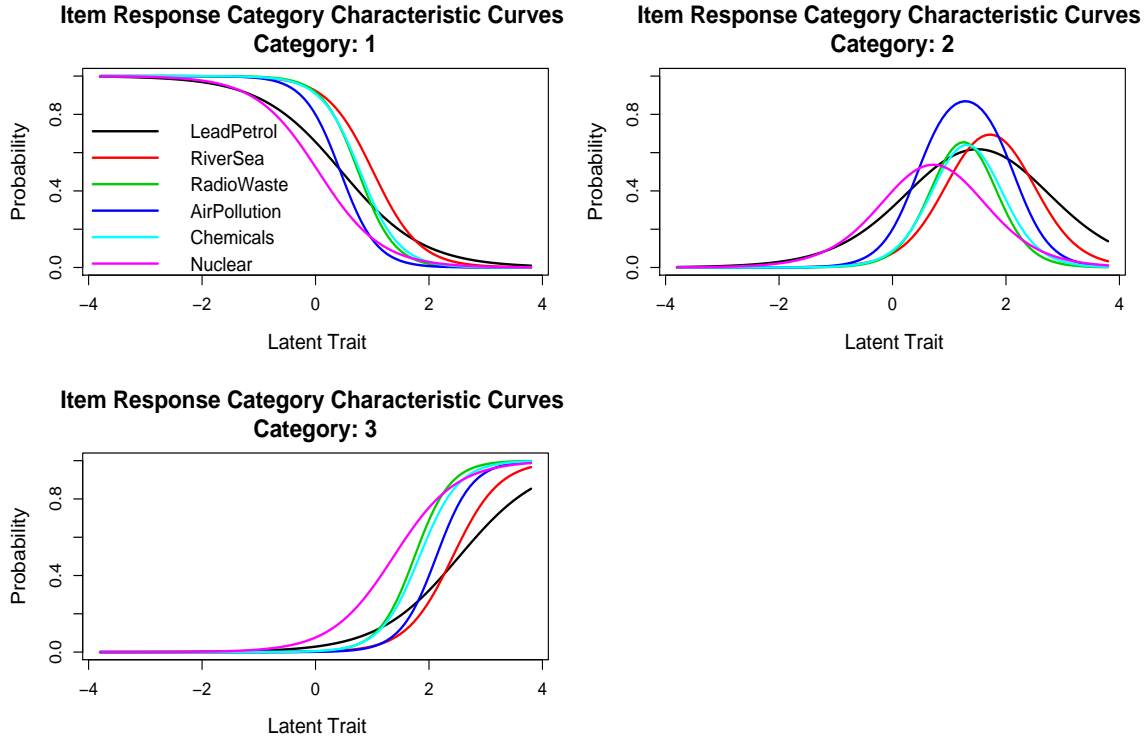 Item Response Category Characteristic Curves
Category: 1
Probability
0.8
0.4
0.0
LeadPetrol
RiverSea
RadioWaste
AirPollution
Chemicals
Nuclear
−4 −2 0 2 4
Latent Trait
Item Response Category Characteristic Curves
Category: 2
Probability
0.8
0.4
0.0
−4 −2 0 2 4
Latent Trait
Item Response Category Characteristic Curves
Category: 3
Probability
0.8
0.4
0.0
−4 −2 0 2 4
Latent Trait